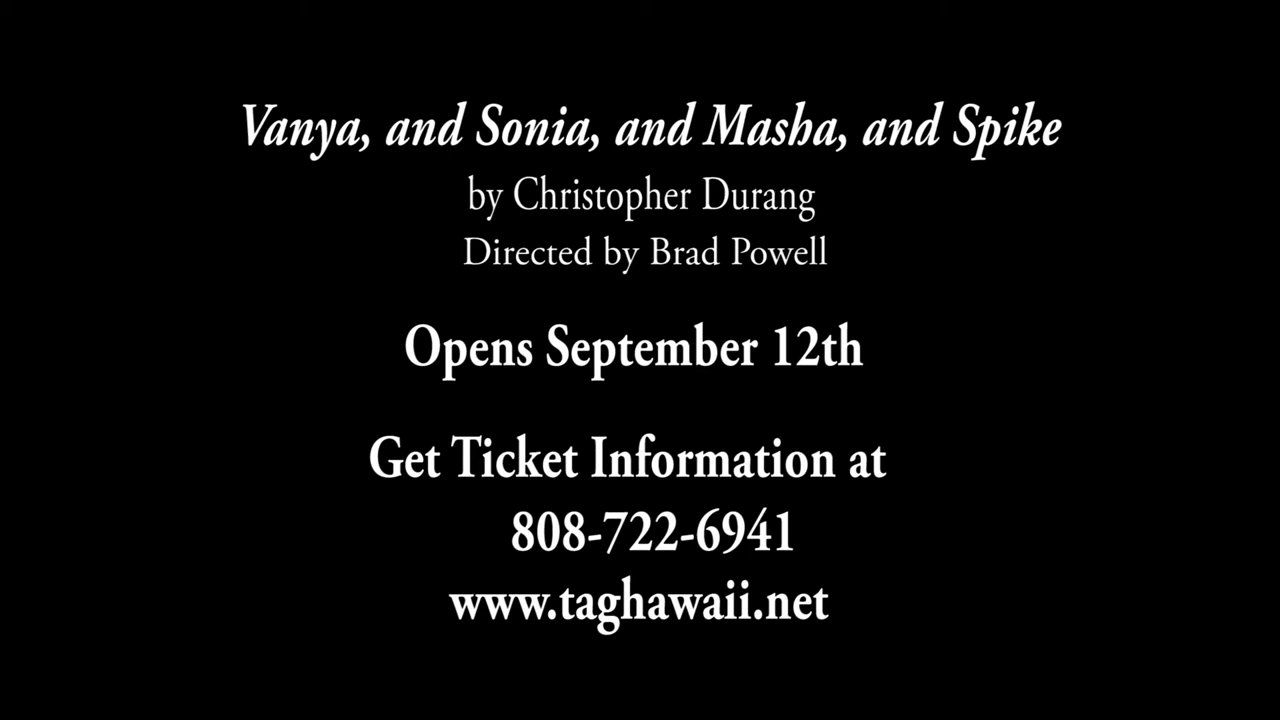 Vanya, and Sonia, and Masha, and Spike
by Christopher Durang
Directed by Brad Powell
Opens September 12th
Get Ticket Information at
808-722-6941
www.taghawaii.net